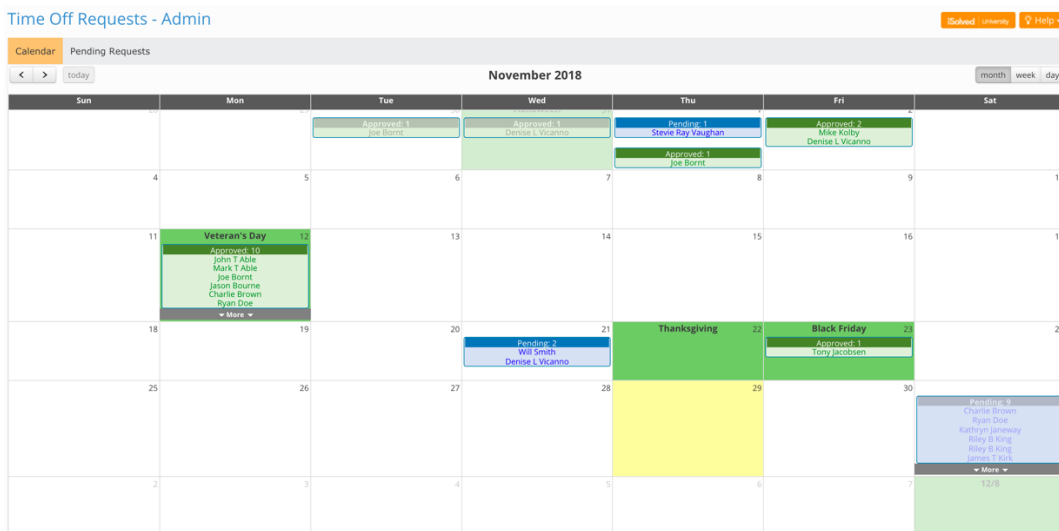 Time Off Requests - Admin
iSolved University
Help
Calendar Pending Requests
today
November 2018
month week day
Sun Mon Tue Wed Thu Fri Sat
Approved: 1
Joe Bornt
Approved: 1
Denise L Vicanno
1
Pending: 1
Stevie Ray Vaughan
Approved: 1
Joe Bornt
2
Approved: 2
Mike Kolby
Denise L Vicanno
4 5 6 7 8 9
11
Veteran's Day 12
Approved: 10
John T Able
Mark T Able
Joe Bornt
Jason Bourne
Charlie Brown
Ryan Doe
More
13 14 15 16
18 19 20 21
Pending: 2
Will Smith
Denise L Vicanno
Thanksgiving 22
Black Friday 23
Approved: 1
Tony Jacobsen
25 26 27 28 29 30
Pending: 9
Charlie Brown
Ryan Doe
Kathryn Janeway
Riley B King
Riley B King
James T Kirk
More
2 3 4 5 6 7
12/8